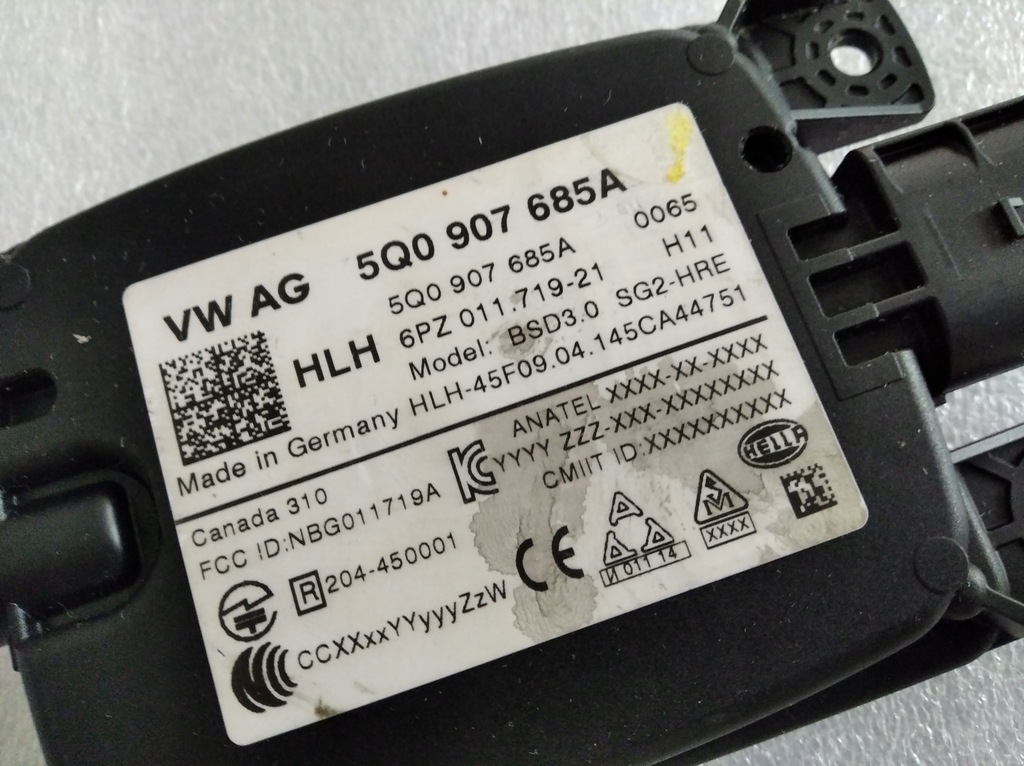 VW AG 5Q0 907 685A
5Q0 907 685A 0065
HLH 6PZ 011.719-21 H11
Model: BSD3.0 SG2-HRE
Made in Germany HLH-45F09.04.145CA44751
Canada 310 ANATEL XXXX-XX-XXXX
FCC ID:NBG011719A YYYY ZZZ-XXX-XXXXXXXX
CMIIT ID:XXXXXXXXXX
R 204-450001 CE И 011 14 XXXX HELLA
CCXXxxYYyyyZzW